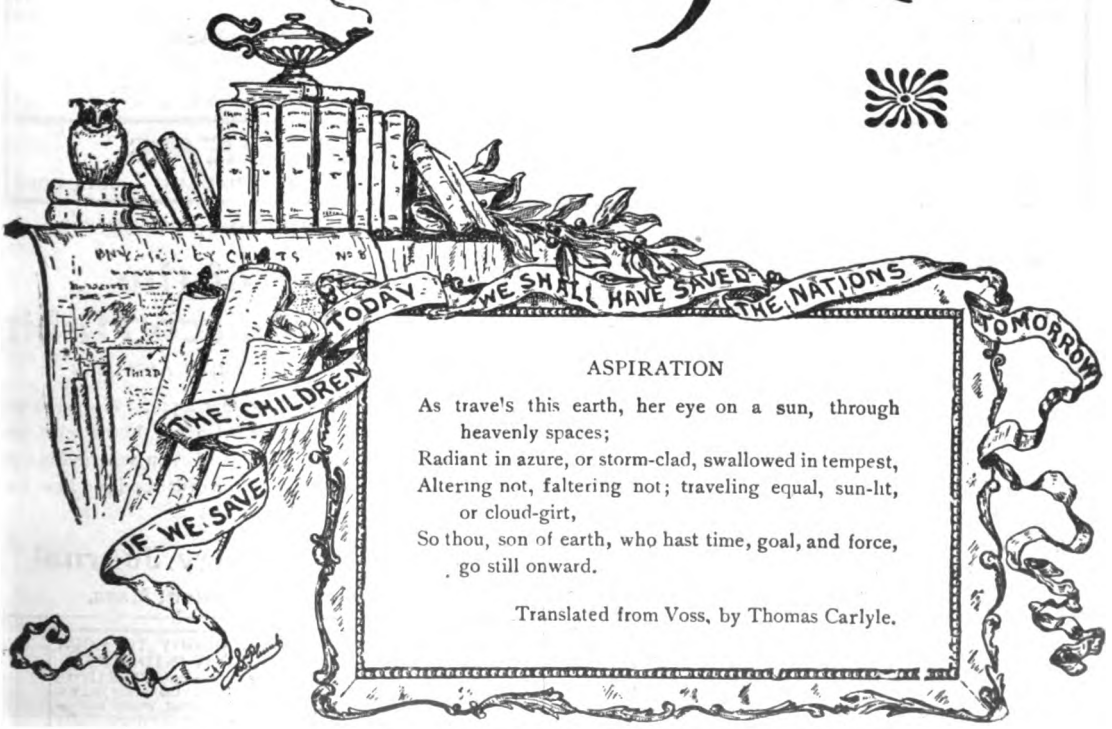 No 8
IF WE SAVE
THE CHILDREN
TODAY
WE SHALL HAVE SAVED
THE NATIONS
TOMORROW
ASPIRATION
As trave's this earth, her eye on a sun, through
heavenly spaces;
Radiant in azure, or storm-clad, swallowed in tempest,
Altering not, faltering not; traveling equal, sun-lit,
or cloud-girt,
So thou, son of earth, who hast time, goal, and force,
go still onward.
Translated from Voss, by Thomas Carlyle.